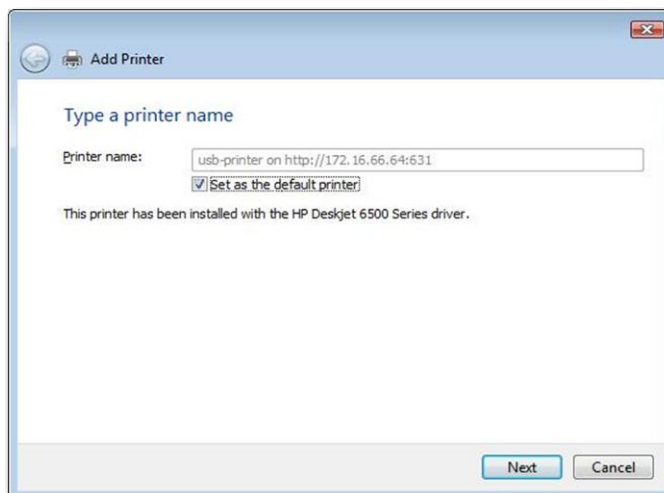 Add Printer
Type a printer name
Printer name:
usb-printer on http://172.16.66.64:631
Set as the default printer
This printer has been installed with the HP Deskjet 6500 Series driver.
Next
Cancel